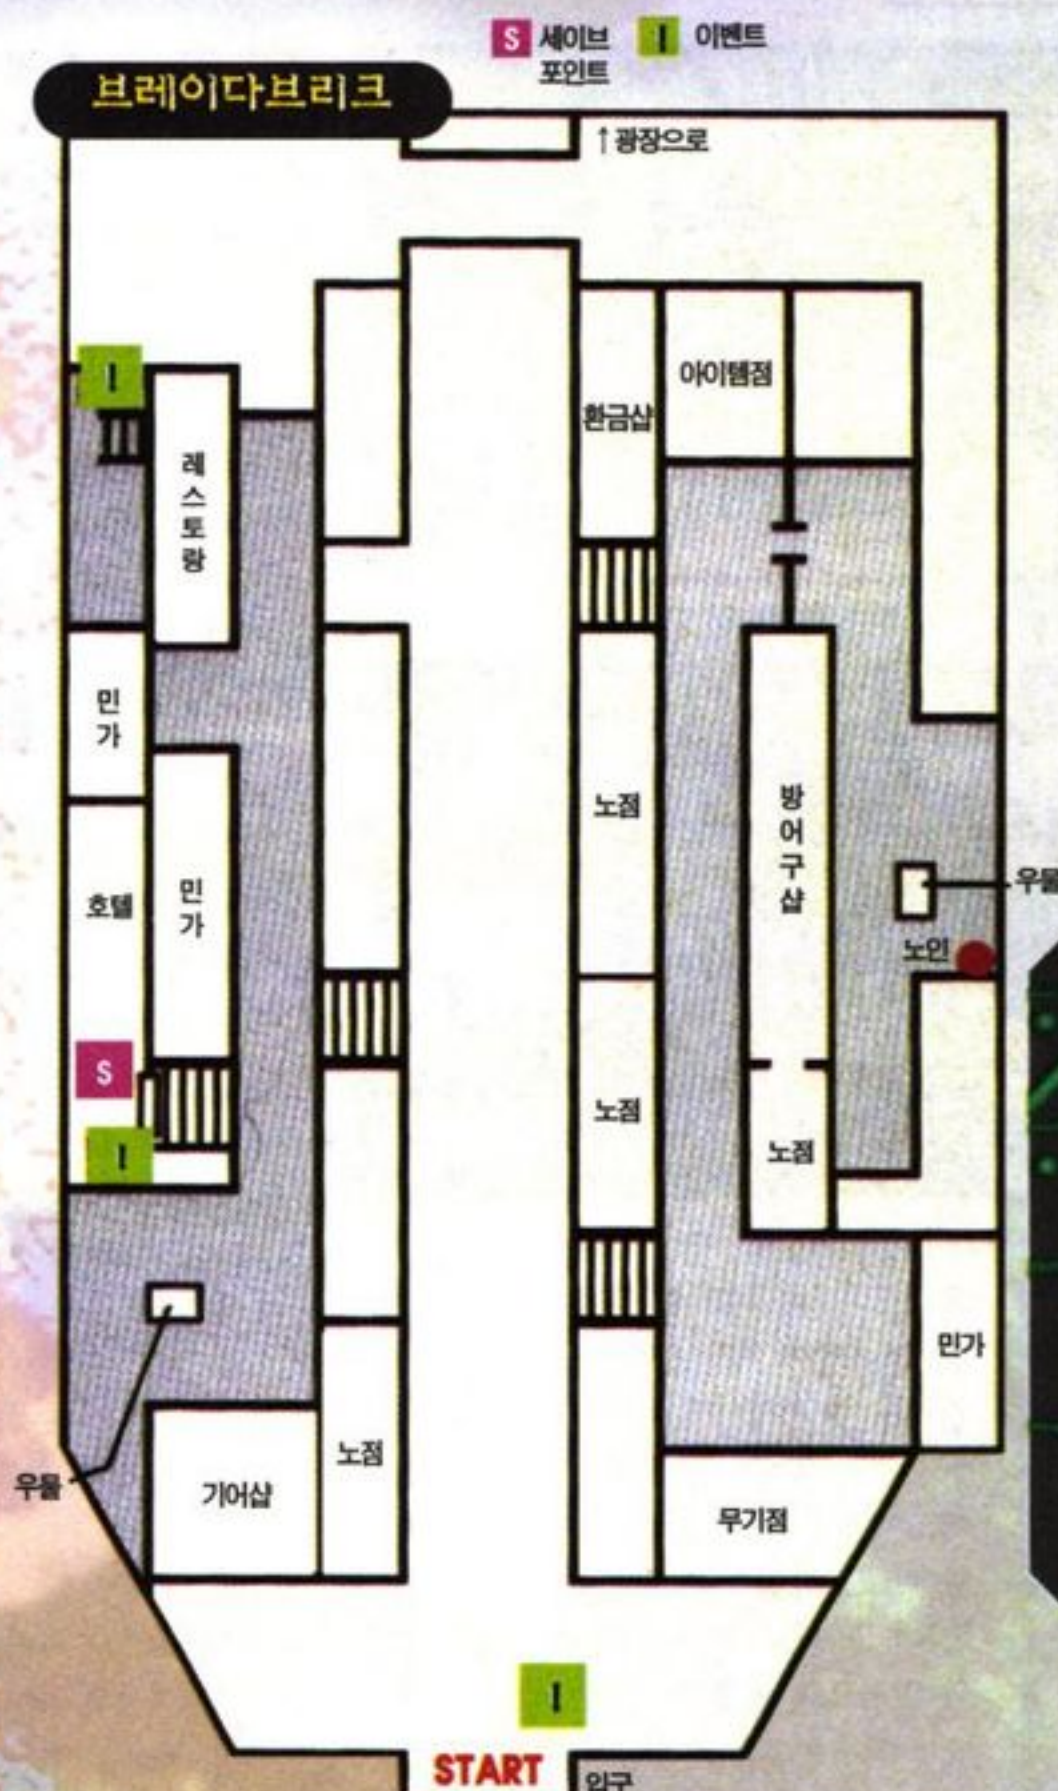 S 세이브 포인트
I 이벤트
브레이다브리크
↑광장으로
I
레스토랑
환금샵
아이템점
민가
노점
방어구샵
호텔
민가
우물
노인
S
I
노점
노점
민가
우물
기어샵
노점
무기점
I
START
입구